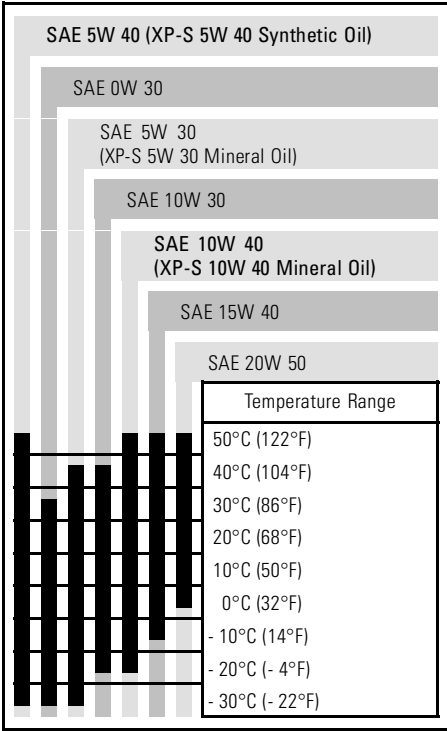 SAE 5W 40 (XP-S 5W 40 Synthetic Oil)
SAE 0W 30
SAE 5W 30
(XP-S 5W 30 Mineral Oil)
SAE 10W 30
SAE 10W 40
(XP-S 10W 40 Mineral Oil)
SAE 15W 40
SAE 20W 50
Temperature Range
50°C (122°F)
40°C (104°F)
30°C (86°F)
20°C (68°F)
10°C (50°F)
0°C (32°F)
- 10°C (14°F)
- 20°C (- 4°F)
- 30°C (- 22°F)